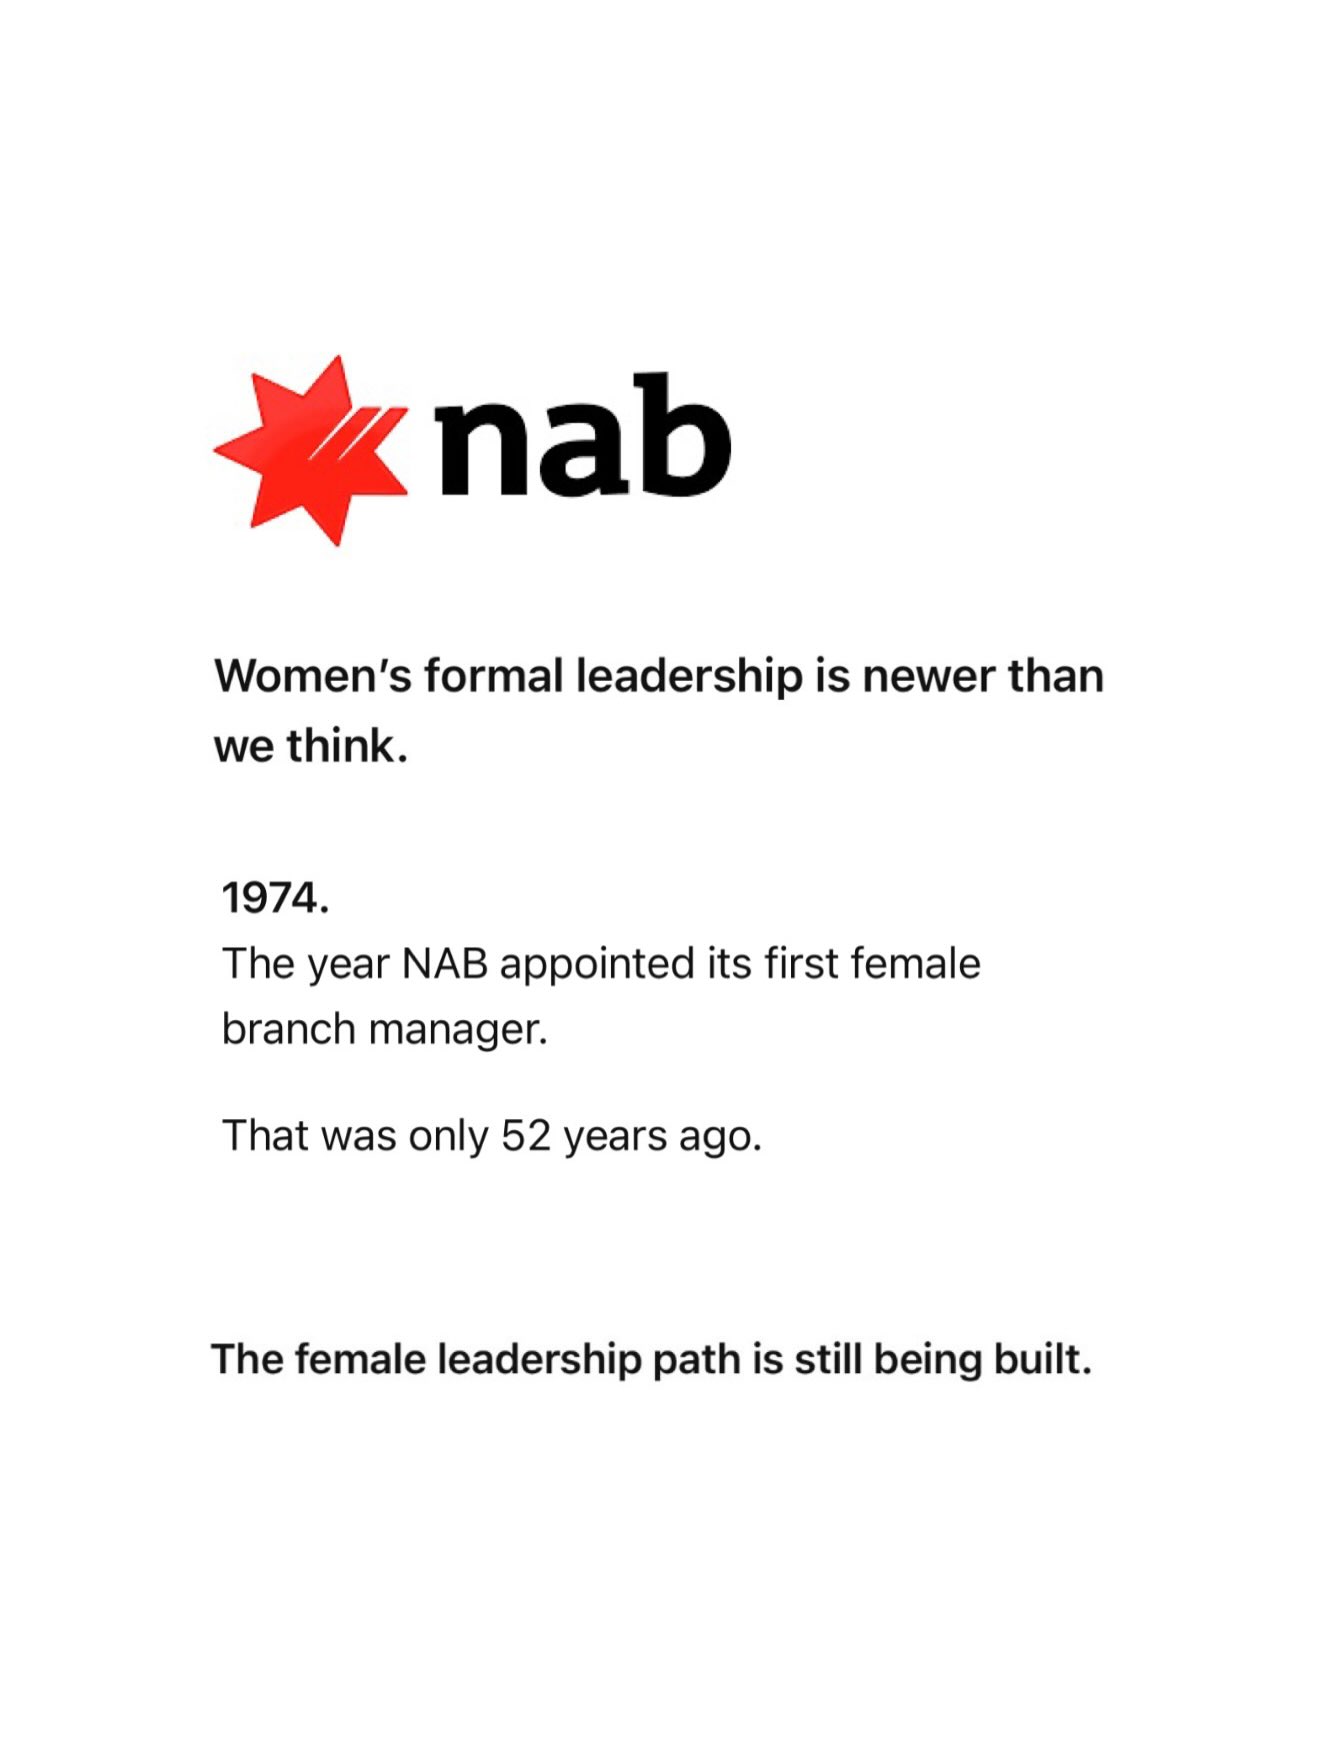 nab
Women’s formal leadership is newer than
we think.
1974.
The year NAB appointed its first female
branch manager.
That was only 52 years ago.
The female leadership path is still being built.